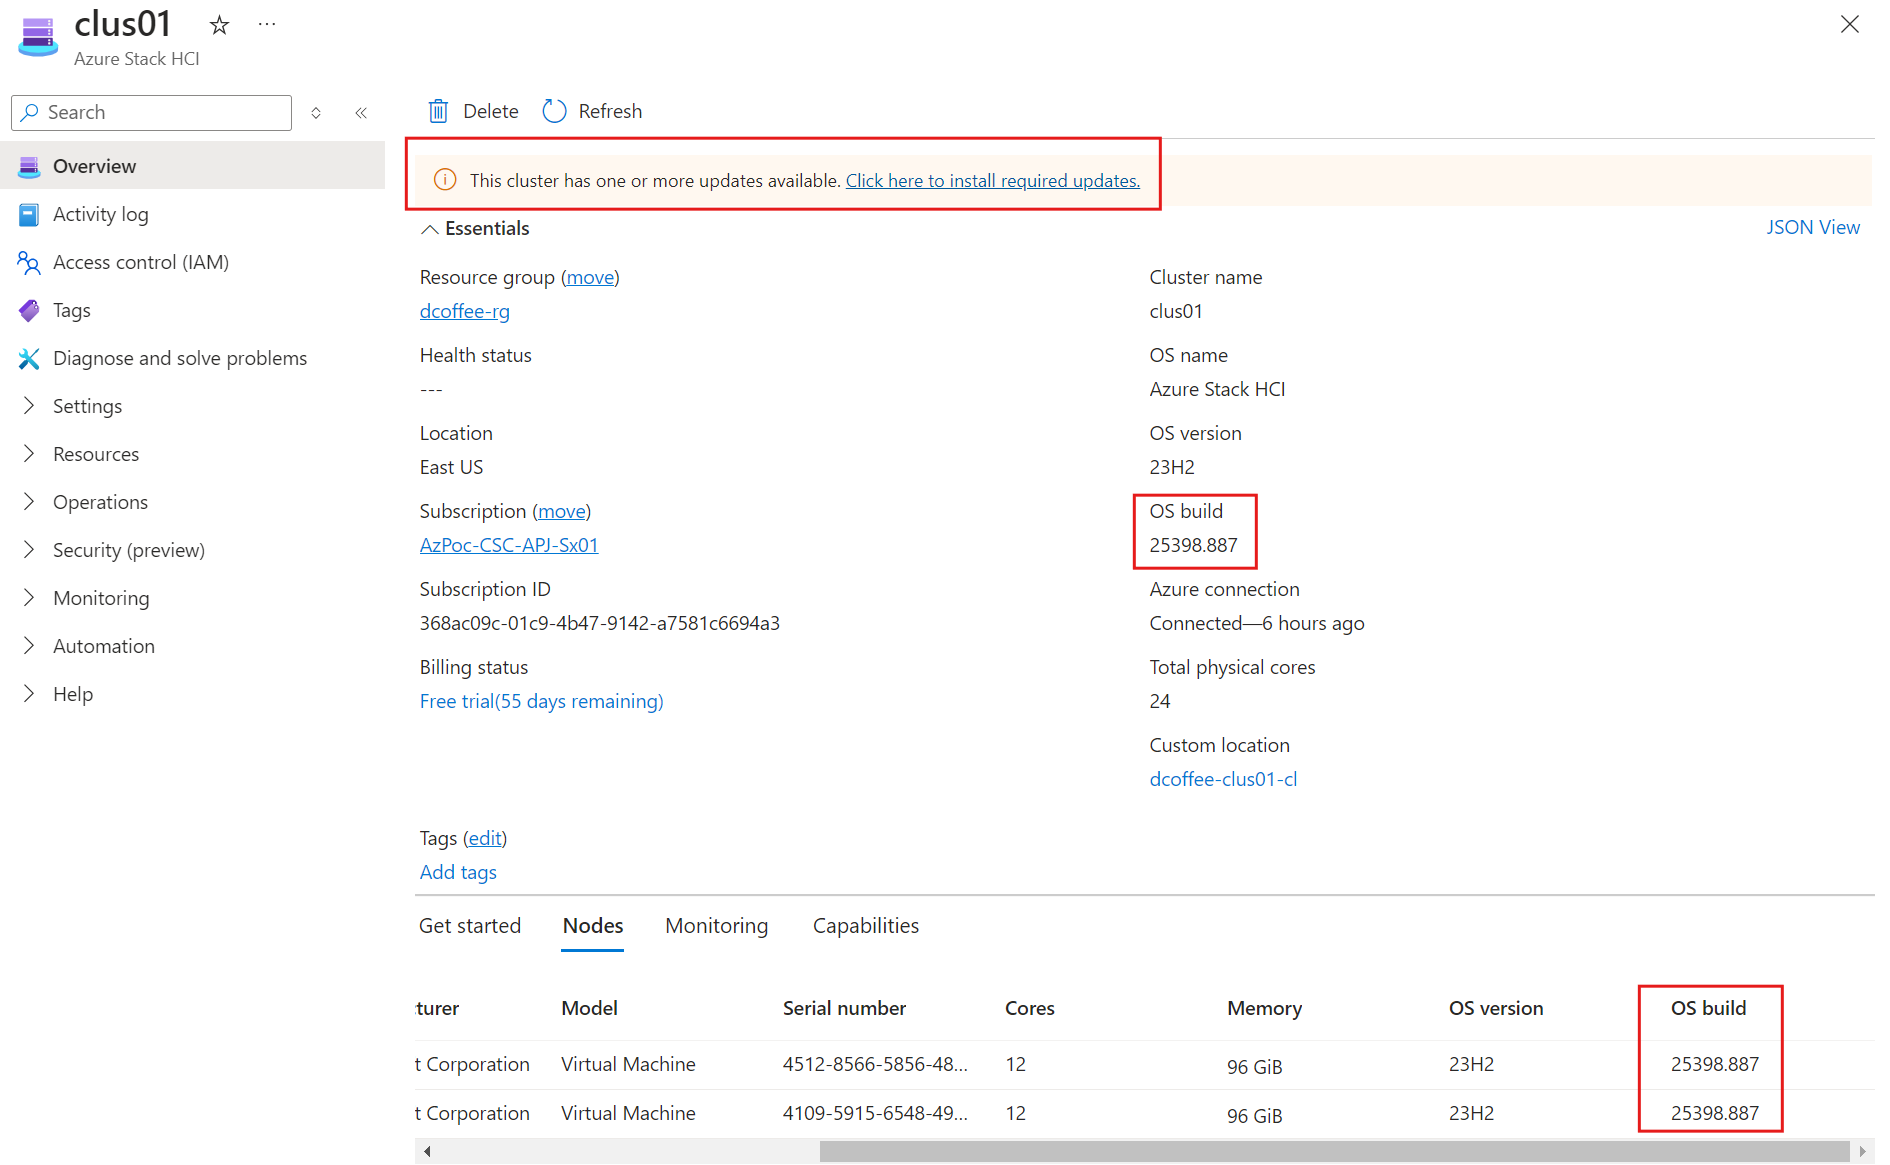 clus01
Azure Stack HCI
Search
Overview
Activity log
Access control (IAM)
Tags
Diagnose and solve problems
Settings
Resources
Operations
Security (preview)
Monitoring
Automation
Help
Delete Refresh
This cluster has one or more updates available. Click here to install required updates.
Essentials
JSON View
Resource group (move)
dcoffee-rg
Health status
---
Location
East US
Subscription (move)
AzPoc-CSC-APJ-Sx01
Subscription ID
368ac09c-01c9-4b47-9142-a7581c6694a3
Billing status
Free trial(55 days remaining)
Cluster name
clus01
OS name
Azure Stack HCI
OS version
23H2
OS build
25398.887
Azure connection
Connected—6 hours ago
Total physical cores
24
Custom location
dcoffee-clus01-cl
Tags (edit)
Add tags
Get started Nodes Monitoring Capabilities
turer Model Serial number Cores Memory OS version OS build
t Corporation Virtual Machine 4512-8566-5856-48... 12 96 GiB 23H2 25398.887
t Corporation Virtual Machine 4109-5915-6548-49... 12 96 GiB 23H2 25398.887